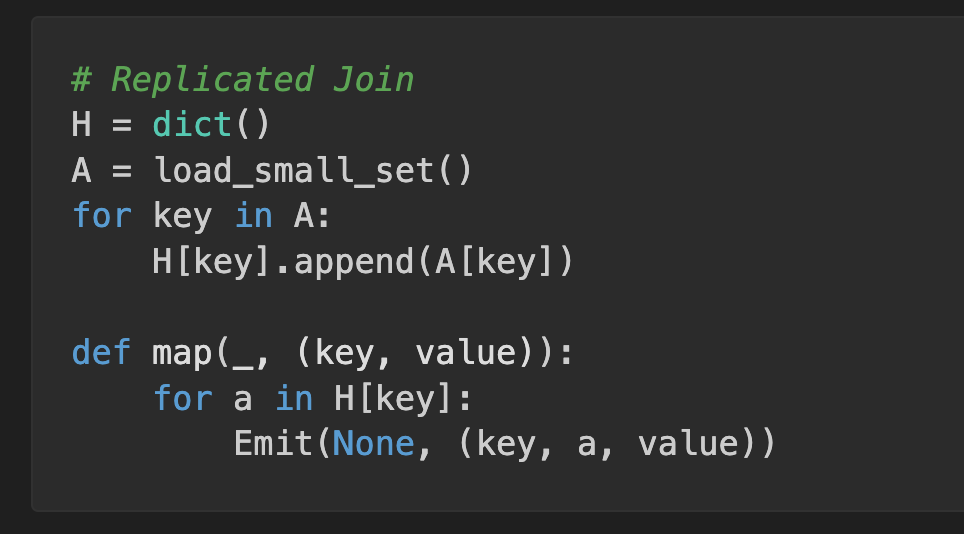 # Replicated Join
H = dict()
A = load_small_set()
for key in A:
    H[key].append(A[key])

def map(_, (key, value)):
    for a in H[key]:
        Emit(None, (key, a, value))